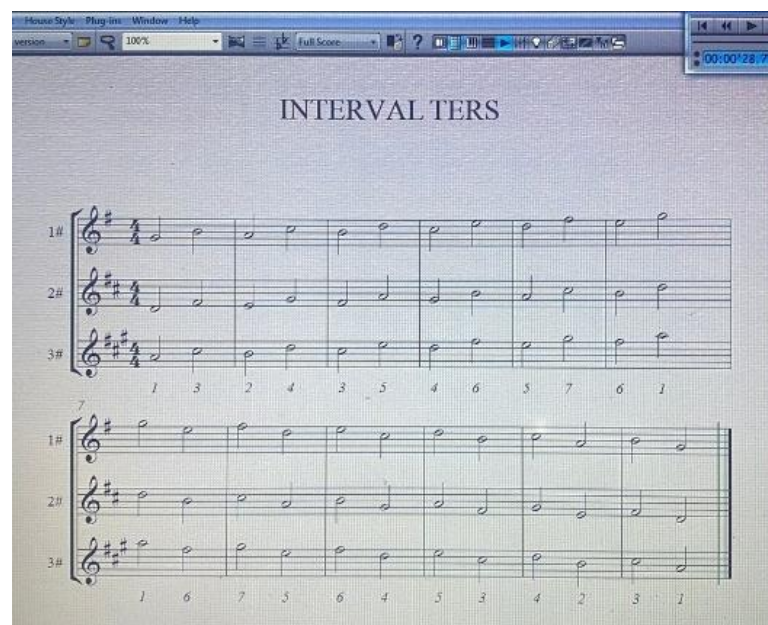 House Style Plug-ins Window Help
version 100% Full Score ?
00:00'28.7
INTERVAL TERS
1#
2#
3#
1 3 2 4 3 5 4 6 5 7 6 1
7
1#
2#
3#
1 6 7 5 6 4 5 3 4 2 3 1